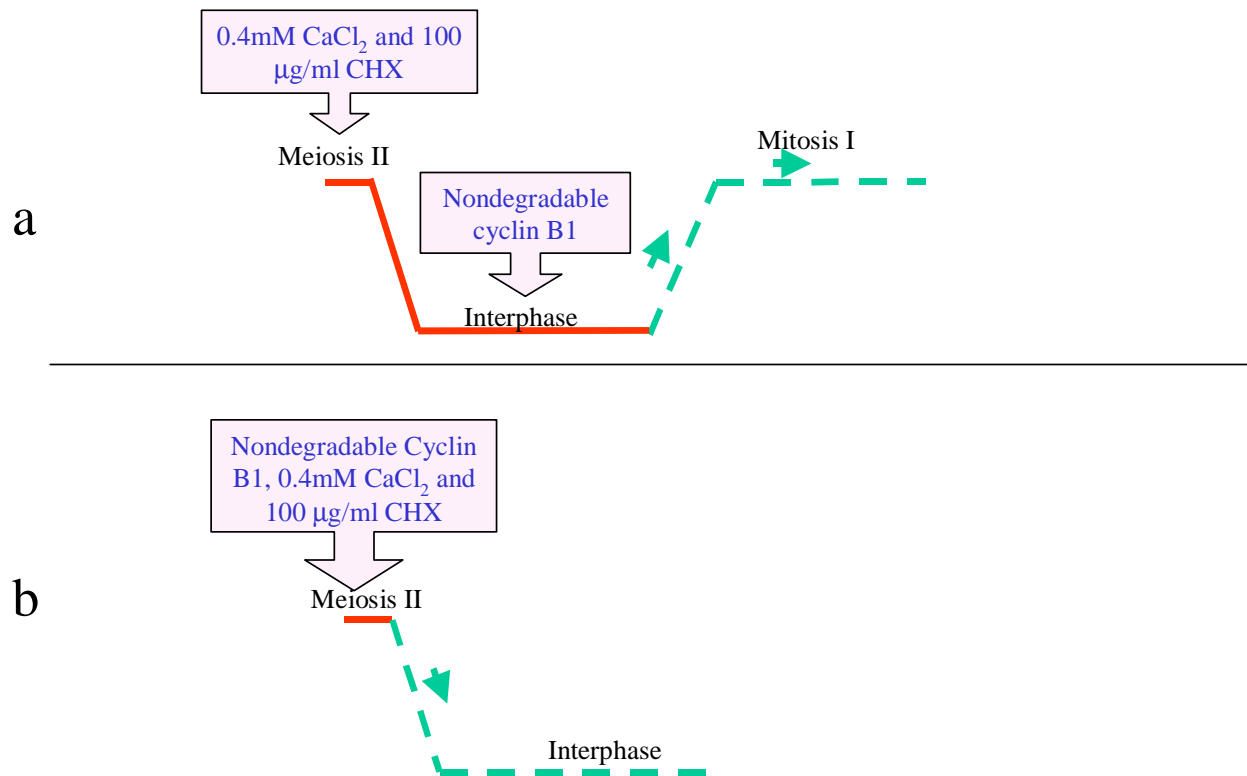 0.4mM CaCl₂ and 100
μg/ml CHX
Meiosis II
Mitosis I
Nondegradable
cyclin B1
a
Interphase
Nondegradable Cyclin
B1, 0.4mM CaCl₂ and
100 μg/ml CHX
b
Meiosis II
Interphase